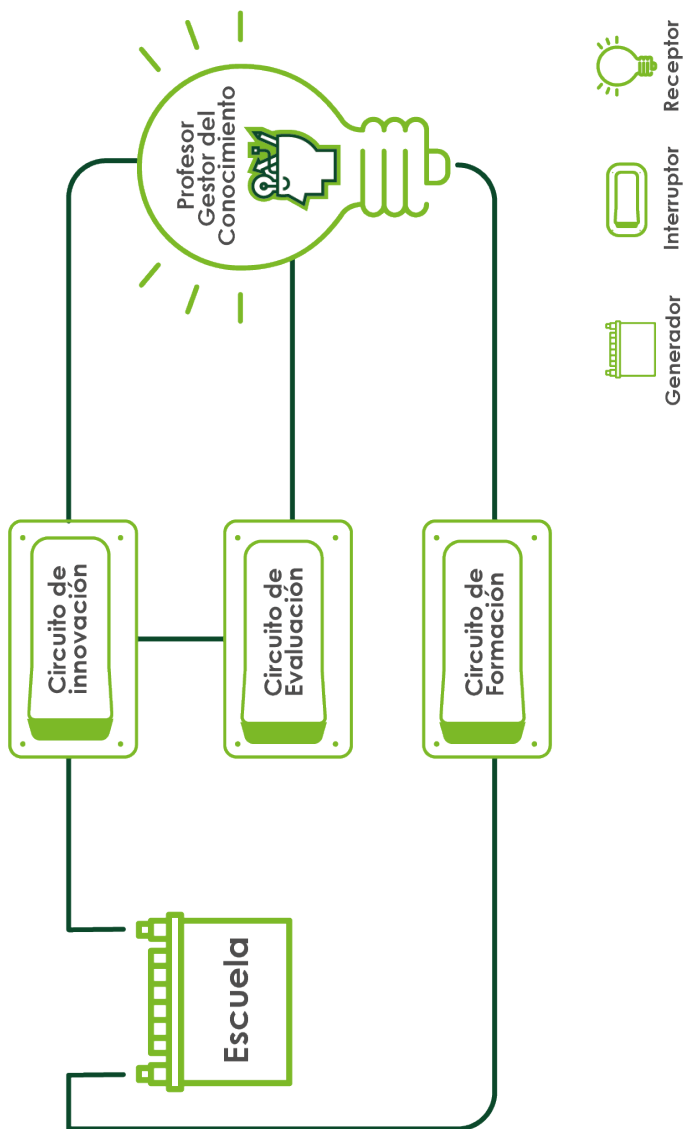 Profesor
Gestor del
Conocimiento
Circuito de
innovación
Circuito de
Evaluación
Circuito de
Formación
Escuela
Generador
Interruptor
Receptor